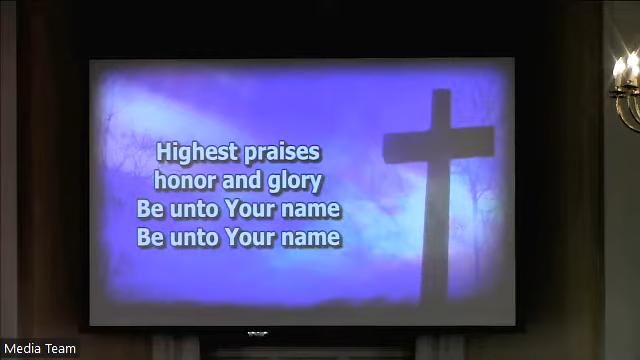 Highest praises
honor and glory
Be unto Your name
Be unto Your name
Media Team